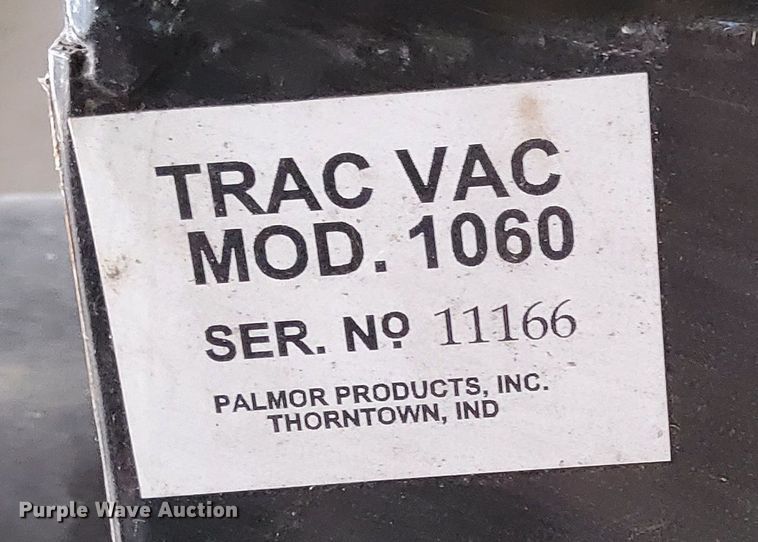 TRAC VAC
MOD. 1060
SER. Nº 11166
PALMOR PRODUCTS, INC.
THORNTOWN, IND
Purple Wave Auction